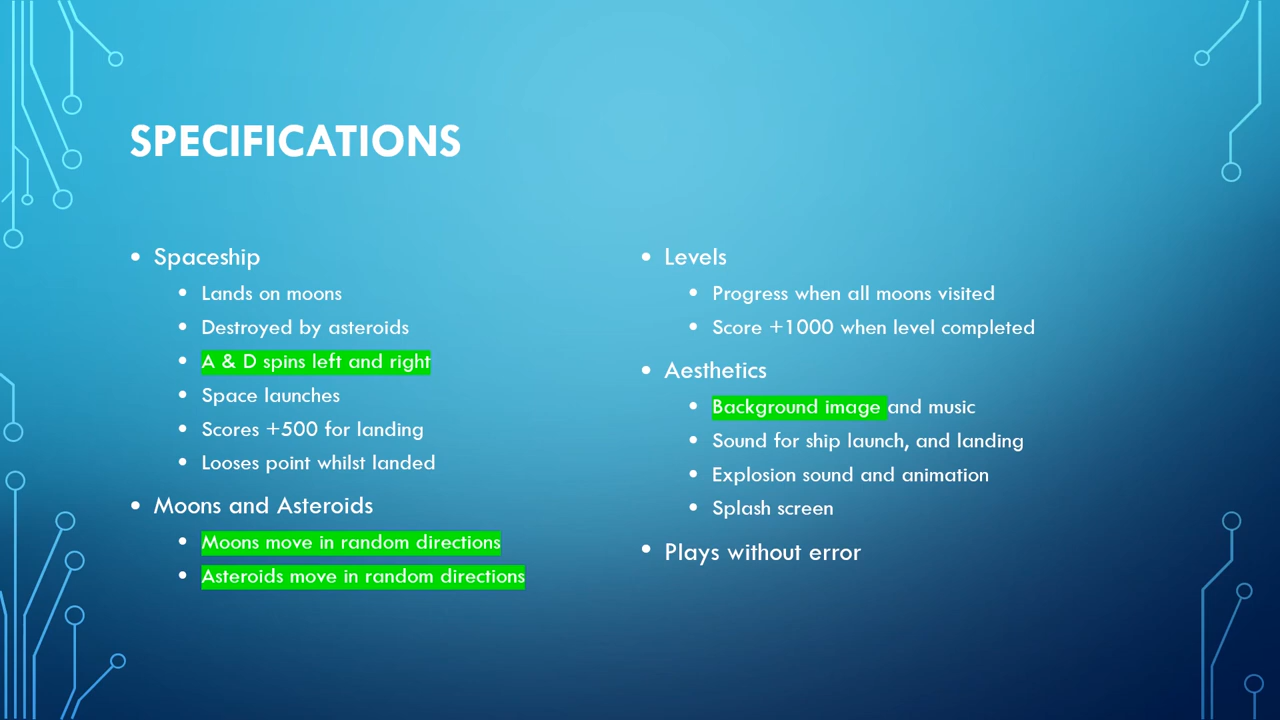 SPECIFICATIONS
• Spaceship
• Lands on moons
• Destroyed by asteroids
• A & D spins left and right
• Space launches
• Scores +500 for landing
• Looses point whilst landed
• Moons and Asteroids
• Moons move in random directions
• Asteroids move in random directions
• Levels
• Progress when all moons visited
• Score +1000 when level completed
• Aesthetics
• Background image and music
• Sound for ship launch, and landing
• Explosion sound and animation
• Splash screen
• Plays without error